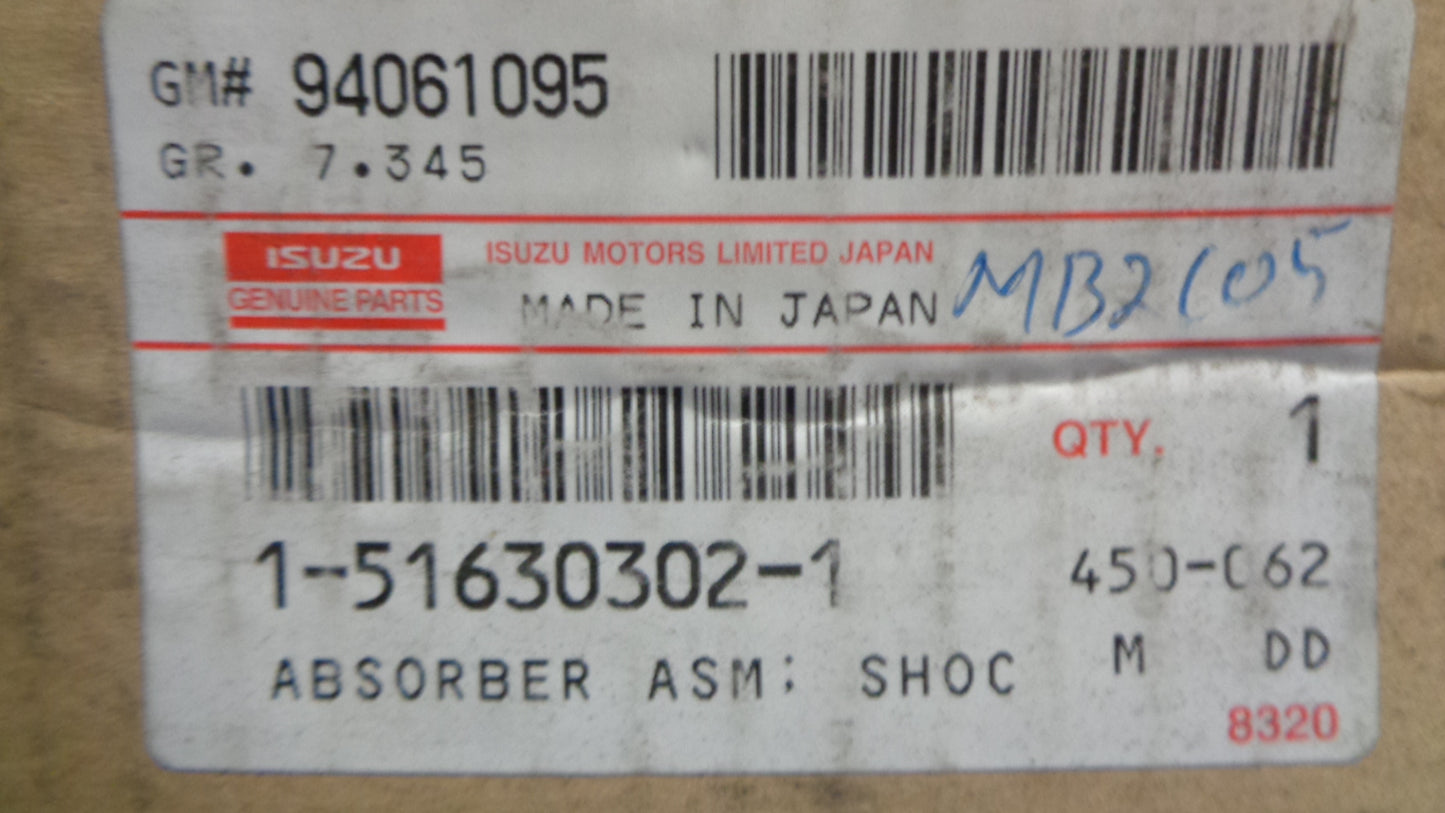 GM# 94061095
GR. 7.345
ISUZU
GENUINE PARTS
ISUZU MOTORS LIMITED JAPAN
MADE IN JAPAN
QTY. 1
1-51630302-1
450-062
ABSORBER ASM; SHOC
M DD
8320